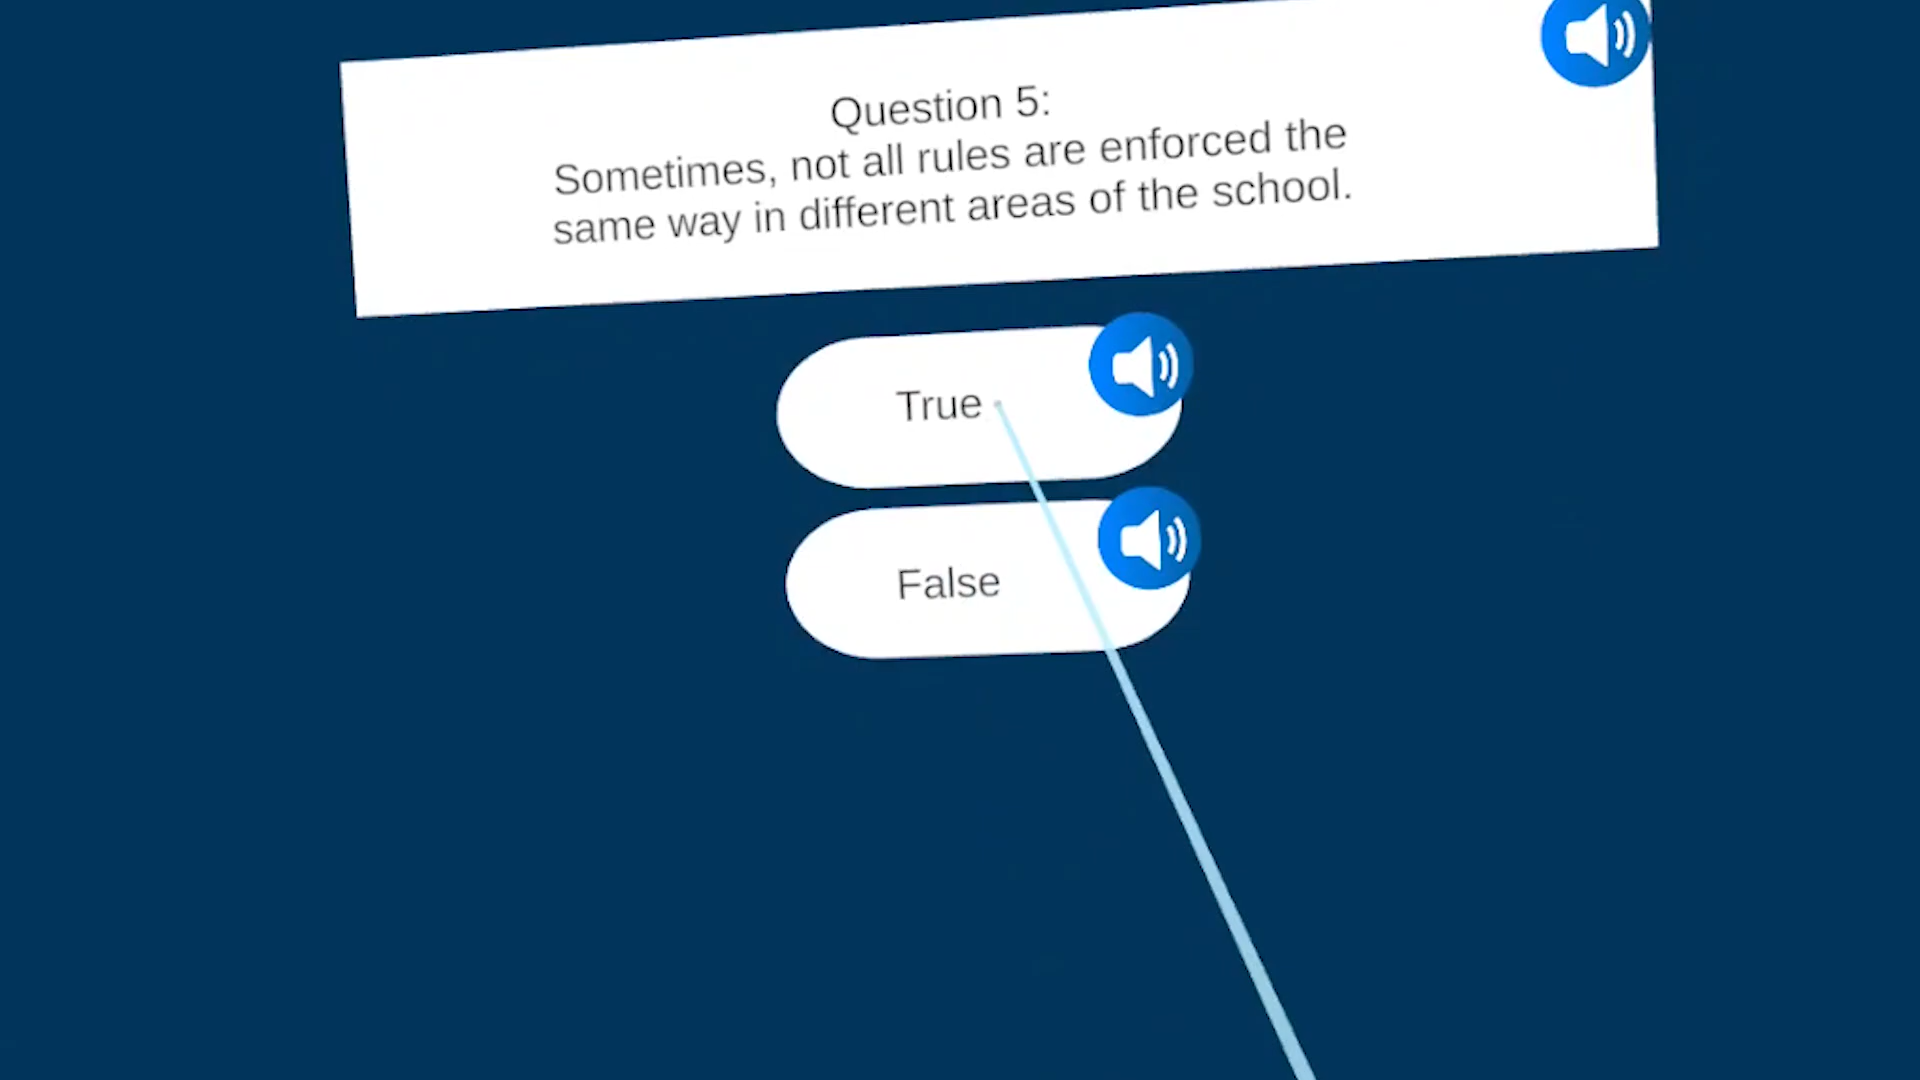 Question 5:
Sometimes, not all rules are enforced the
same way in different areas of the school.
True
False